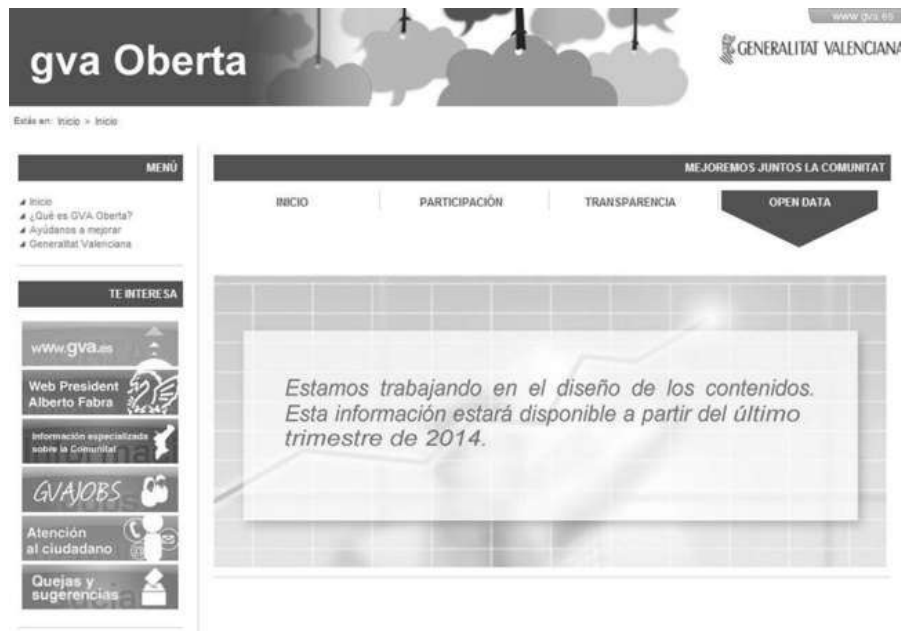 www.gva.es
gva Oberta
GENERALITAT VALENCIANA
Estás en: Inicio > Inicio
MENÚ
Inicio
¿Qué es GVA Oberta?
Ayúdanos a mejorar
Generalitat Valenciana
TE INTERESA
www.gva.es
Web President
Alberto Fabra
Información especializada
sobre la Comunitat
GVAJOBS
Atención
al ciudadano
Quejas y
sugerencias
MEJOREMOS JUNTOS LA COMUNITAT
INICIO PARTICIPACIÓN TRANSPARENCIA OPEN DATA
Estamos trabajando en el diseño de los contenidos.
Esta información estará disponible a partir del último
trimestre de 2014.